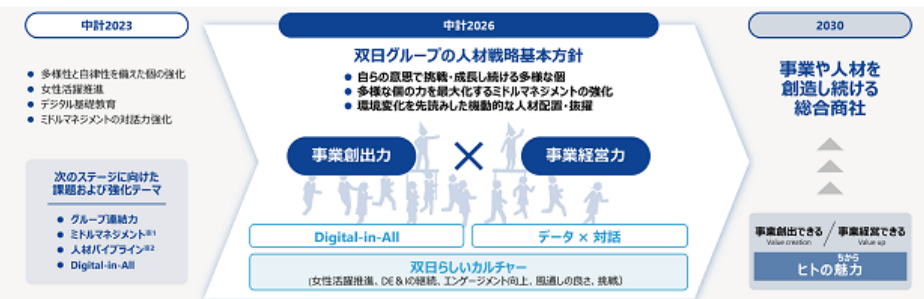 中計2023
多様性と自律性を備えた個の強化
女性活躍推進
デジタル基礎教育
ミドルマネジメントの対話力強化
次のステージに向けた
課題および強化テーマ
グループ連結力
ミドルマネジメント※1
人材パイプライン※2
Digital-in-All
中計2026
双日グループの人材戦略基本方針
自らの意思で挑戦・成長し続ける多様な個
多様な個の力を最大化するミドルマネジメントの強化
環境変化を先読みした機動的な人材配置・抜擢
事業創出力 × 事業経営力
Digital-in-All
データ × 対話
双日らしいカルチャー
(女性活躍推進、DE&Iの継続、エンゲージメント向上、風通しの良さ、挑戦)
2030
事業や人材を
創造し続ける
総合商社
事業創出できる / 事業経営できる
Value creation Value up
ちから
ヒトの魅力